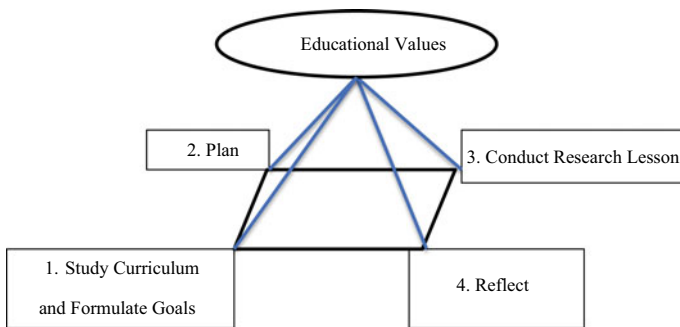 Educational Values
2. Plan
3. Conduct Research Lesson
1. Study Curriculum
and Formulate Goals
4. Reflect